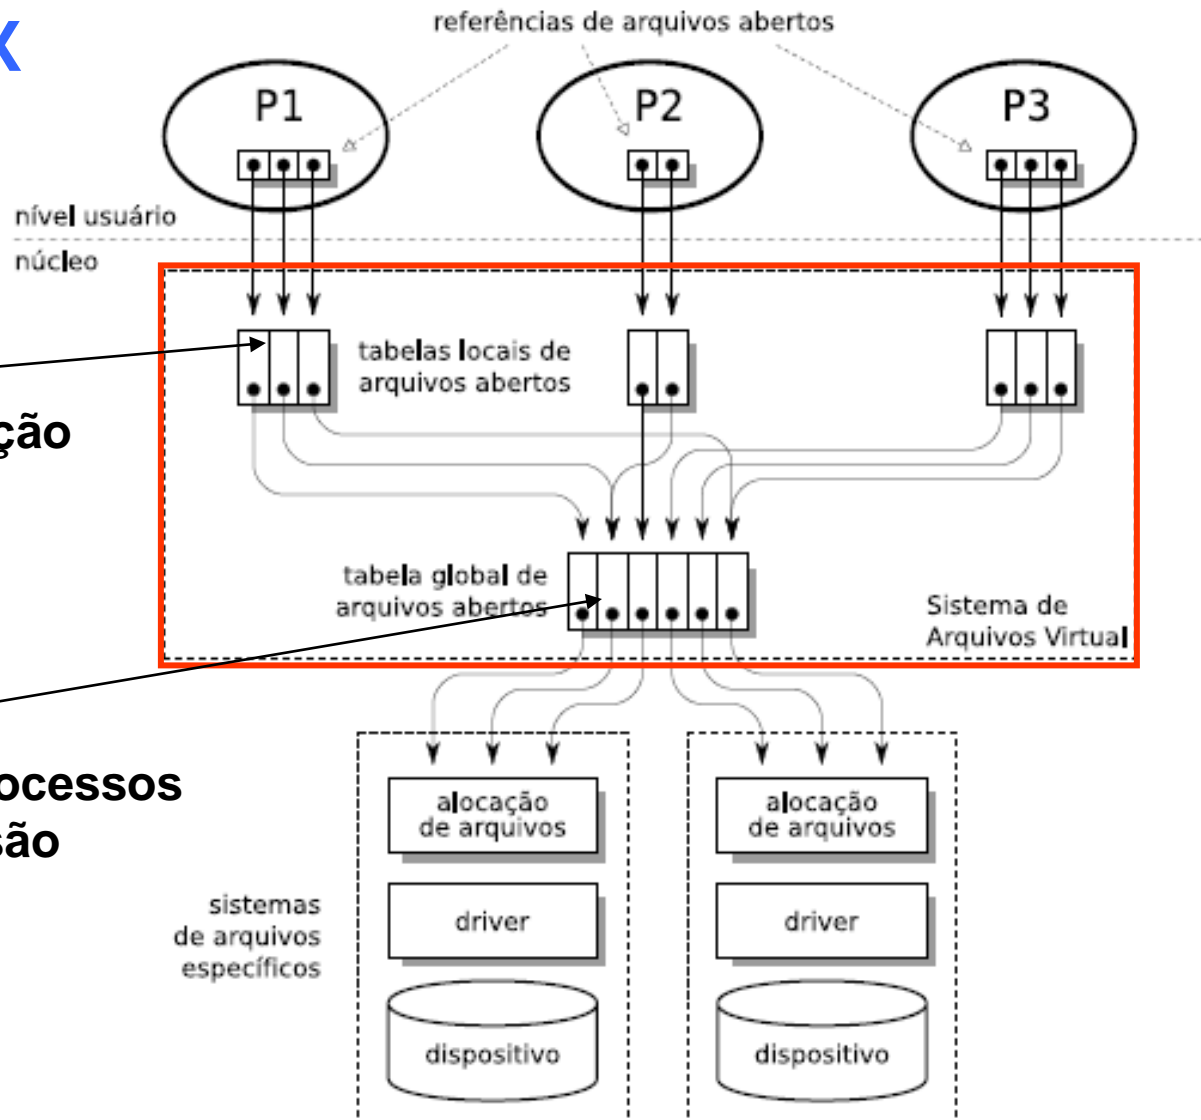 X
referências de arquivos abertos
P1
P2
P3
nível usuário
núcleo
tabelas locais de
arquivos abertos
ção
tabela global de
arquivos abertos
Sistema de
Arquivos Virtual
ocessos
são
alocação
de arquivos
alocação
de arquivos
sistemas
de arquivos
específicos
driver
driver
dispositivo
dispositivo